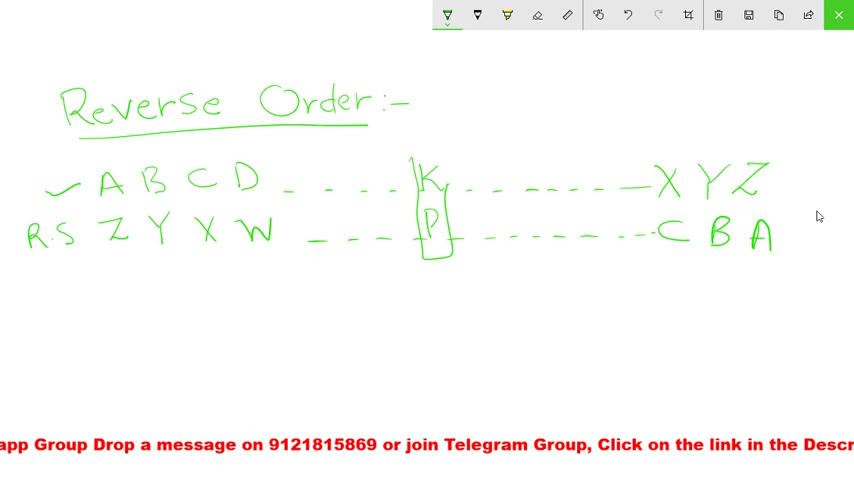 Reverse Order:-
A B C D - - - - K - - - - - - - X Y Z
R.S Z Y X W - - - - P - - - - - - - - C B A
app Group Drop a message on 9121815869 or join Telegram Group, Click on the link in the Descr